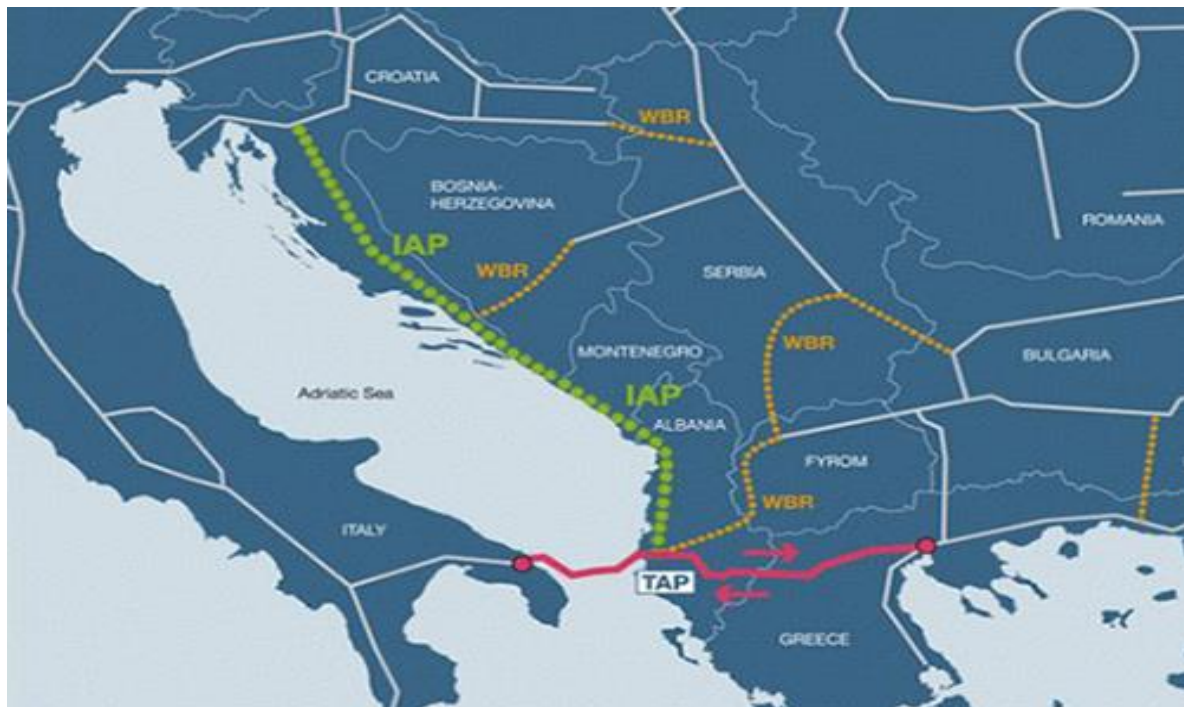 CROATIA
WBR
BOSNIA-
HERZEGOVINA
ROMANIA
IAP
WBR
SERBIA
WBR
MONTENEGRO
BULGARIA
Adriatic Sea
IAP
ALBANIA
FYROM
WBR
ITALY
TAP
GREECE